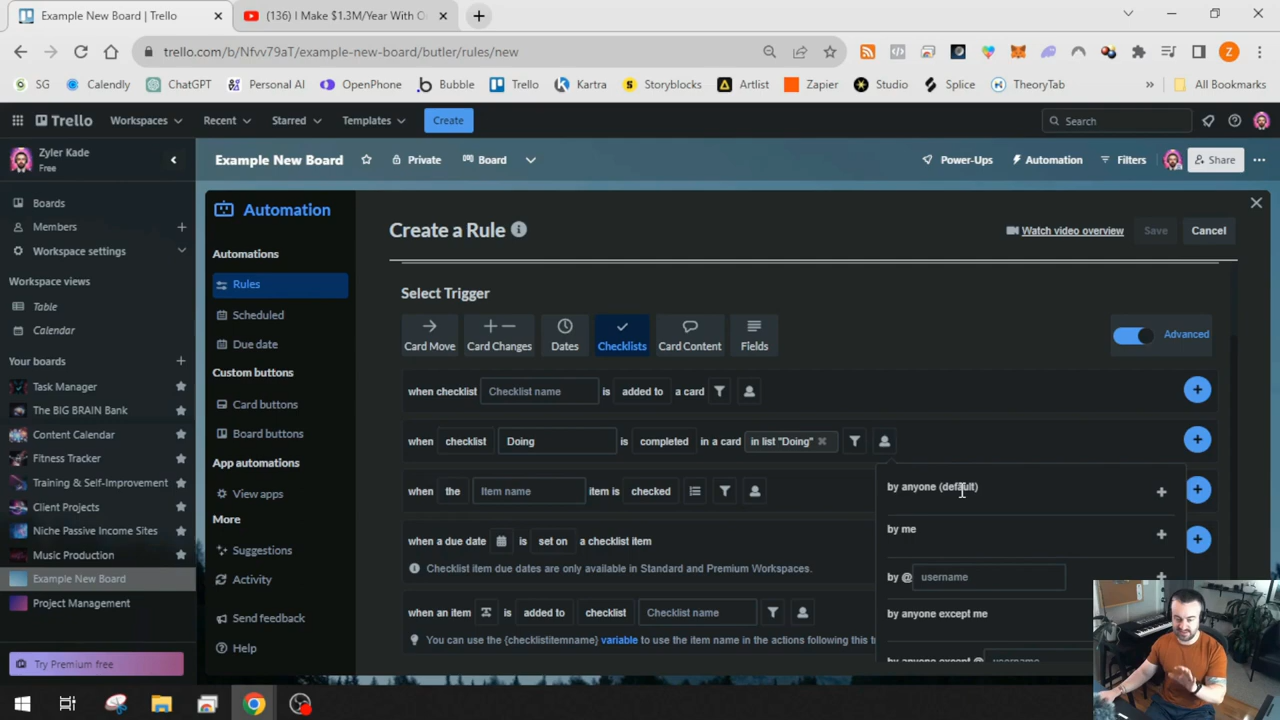 Example New Board | Trello
(136) I Make $1.3M/Year With O
trello.com/b/Nfvv79aT/example-new-board/butler/rules/new
Z
SG
Calendly
ChatGPT
Personal AI
OpenPhone
Bubble
Trello
Kartra
Storyblocks
Artlist
Zapier
Studio
Splice
TheoryTab
»
All Bookmarks
Trello
Workspaces
Recent
Starred
Templates
Create
Search
Zyler Kade
Free
Example New Board
Private
Board
Power-Ups
Automation
Filters
Share
Boards
Members
Workspace settings
Workspace views
Table
Calendar
Your boards
Task Manager
The BIG BRAIN Bank
Content Calendar
Fitness Tracker
Training & Self-Improvement
Client Projects
Niche Passive Income Sites
Music Production
Example New Board
Project Management
Try Premium free
Automation
Automations
Rules
Scheduled
Due date
Custom buttons
Card buttons
Board buttons
App automations
View apps
More
Suggestions
Activity
Send feedback
Help
Create a Rule
Watch video overview
Save
Cancel
Select Trigger
Card Move
Card Changes
Dates
Checklists
Card Content
Fields
Advanced
when checklist Checklist name is added to a card
when checklist Doing is completed in a card in list "Doing"
when the Item name item is checked
when a due date is set on a checklist item
Checklist item due dates are only available in Standard and Premium Workspaces.
when an item is added to checklist Checklist name
You can use the {checklistitemname} variable to use the item name in the actions following this t
by anyone (default)
by me
by @ username
by anyone except me
by anyone except @ username